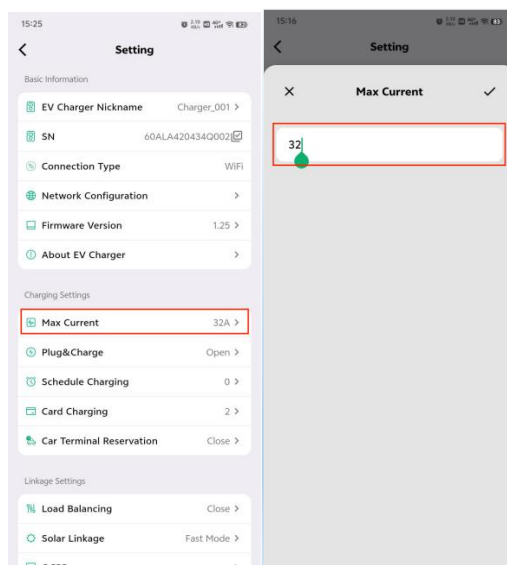 15:25
Setting
Basic Information
EV Charger Nickname Charger_001
SN 60ALA420434Q002
Connection Type WiFi
Network Configuration
Firmware Version 1.25
About EV Charger
Charging Settings
Max Current 32A
Plug&Charge Open
Schedule Charging 0
Card Charging 2
Car Terminal Reservation Close
Linkage Settings
Load Balancing Close
Solar Linkage Fast Mode
15:16
Setting
Max Current
32